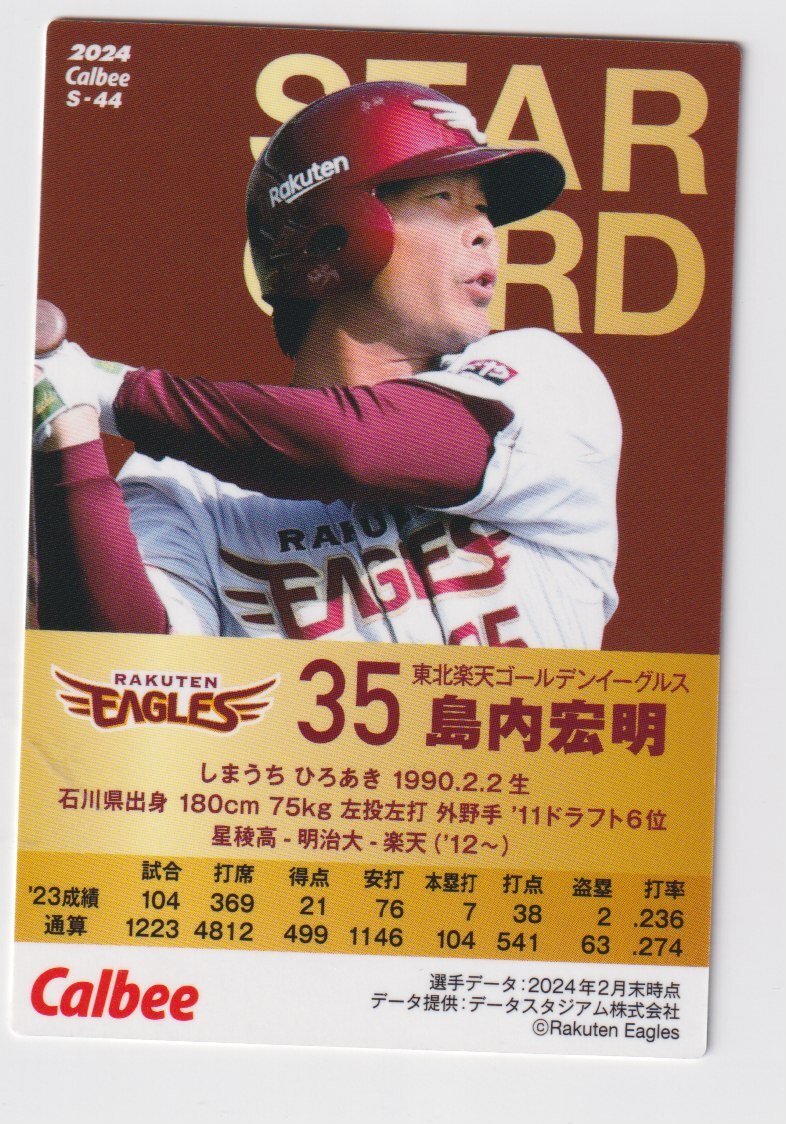 2024
Calbee
S-44
STAR
CARD
Rakuten
RAKU
EAGLES
35
RAKUTEN
EAGLES
35
東北楽天ゴールデンイーグルス
島内宏明
しまうち ひろあき 1990.2.2 生
石川県出身 180cm 75kg 左投左打 外野手 '11ドラフト6位
星稜高 - 明治大 - 楽天 ('12~)
試合 打席 得点 安打 本塁打 打点 盗塁 打率
'23成績 104 369 21 76 7 38 2 .236
通算 1223 4812 499 1146 104 541 63 .274
Calbee
選手データ:2024年2月末時点
データ提供:データスタジアム株式会社
©Rakuten Eagles